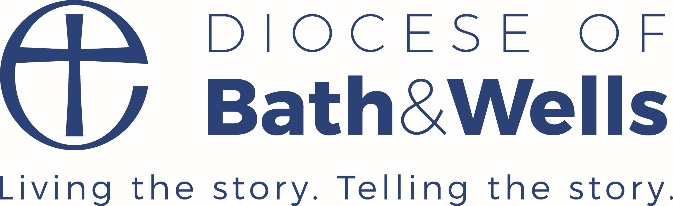 DIOCESE OF
Bath&Wells
Living the story. Telling the story.